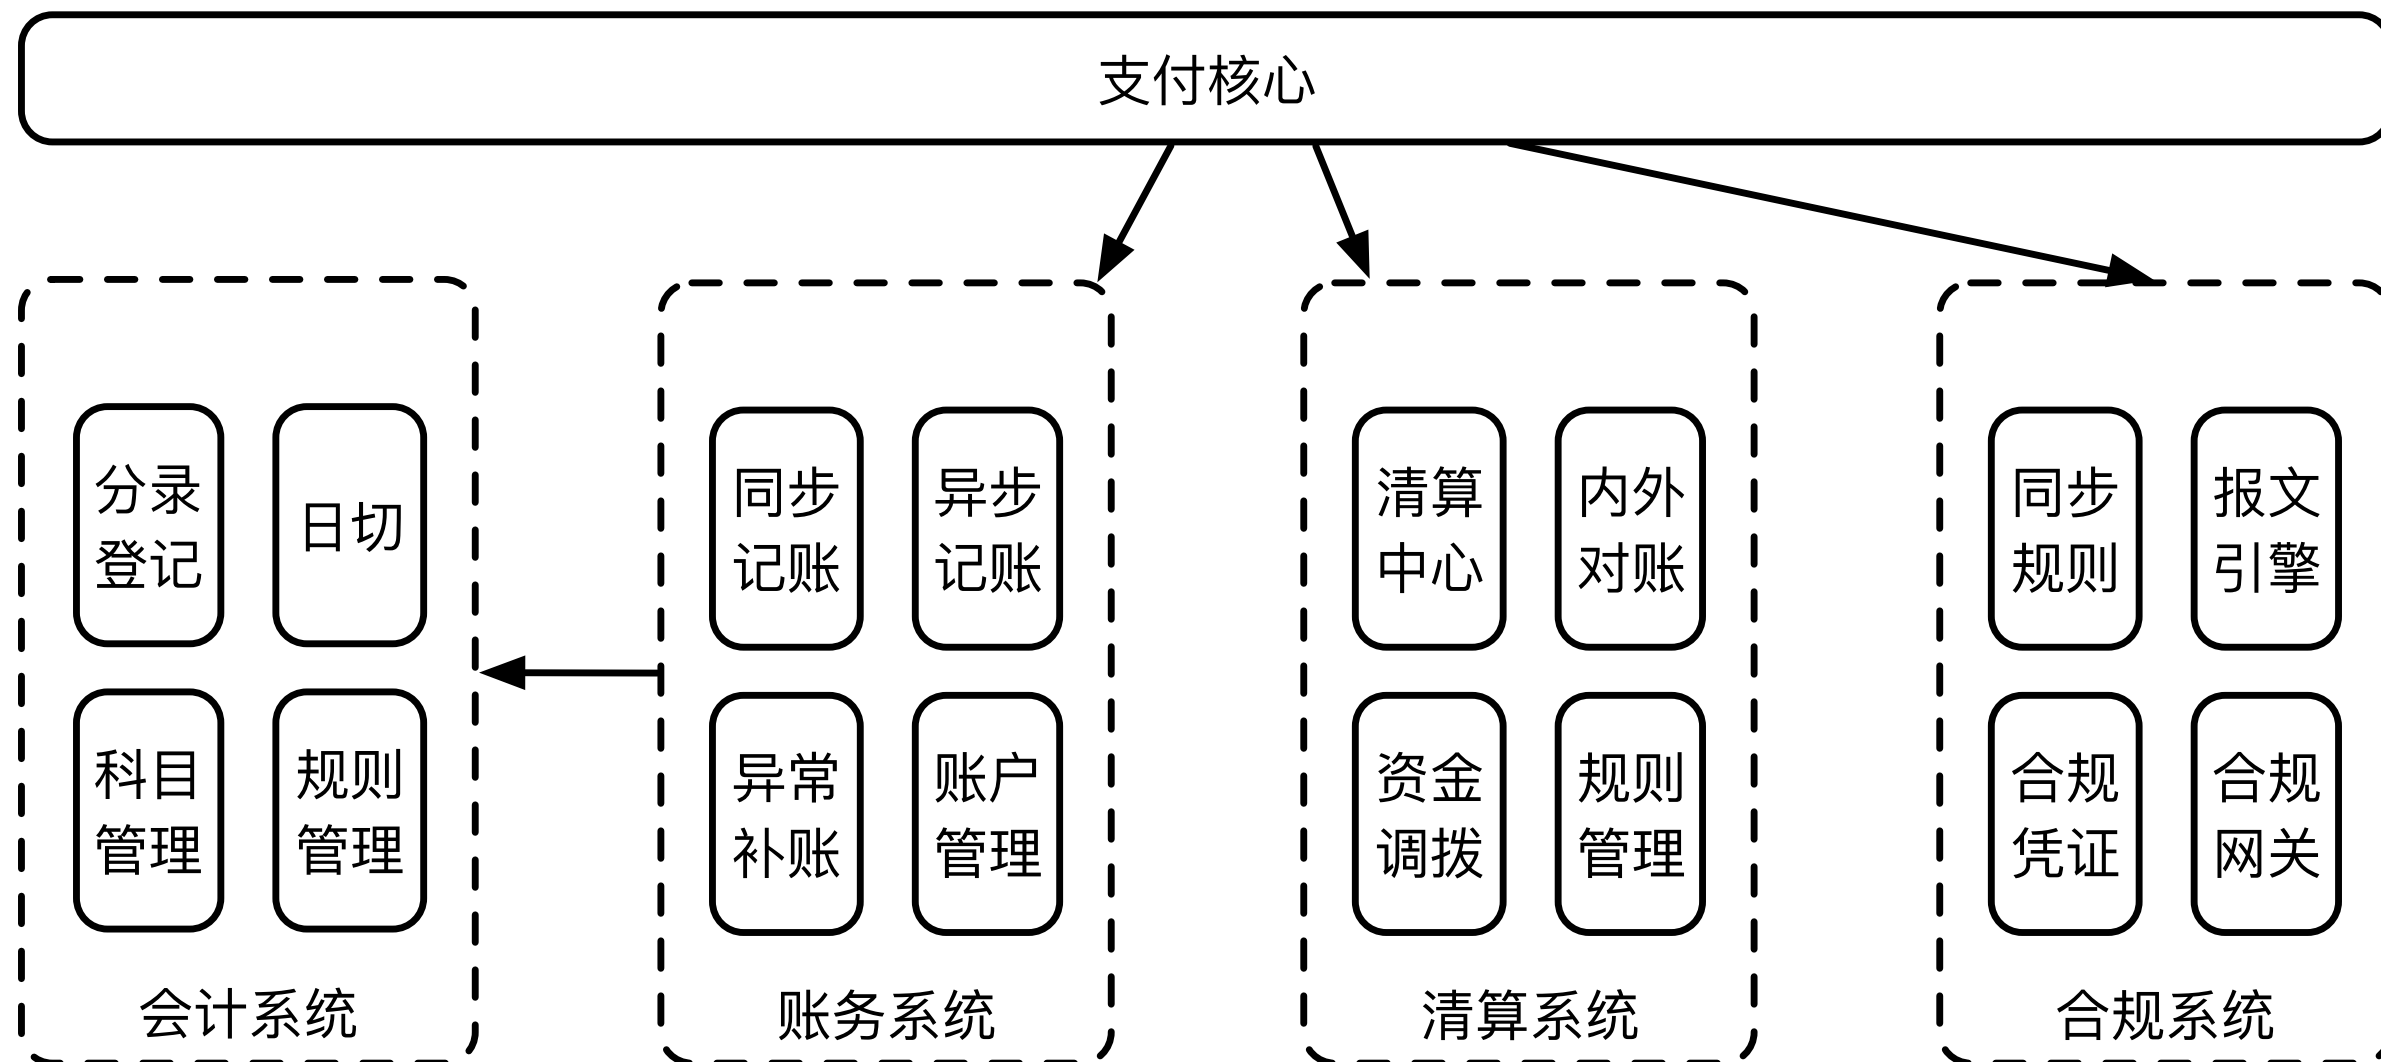 支付核心
分录
登记
日切
科目
管理
规则
管理
会计系统
同步
记账
异步
记账
异常
补账
账户
管理
账务系统
清算
中心
内外
对账
资金
调拨
规则
管理
清算系统
同步
规则
报文
引擎
合规
凭证
合规
网关
合规系统